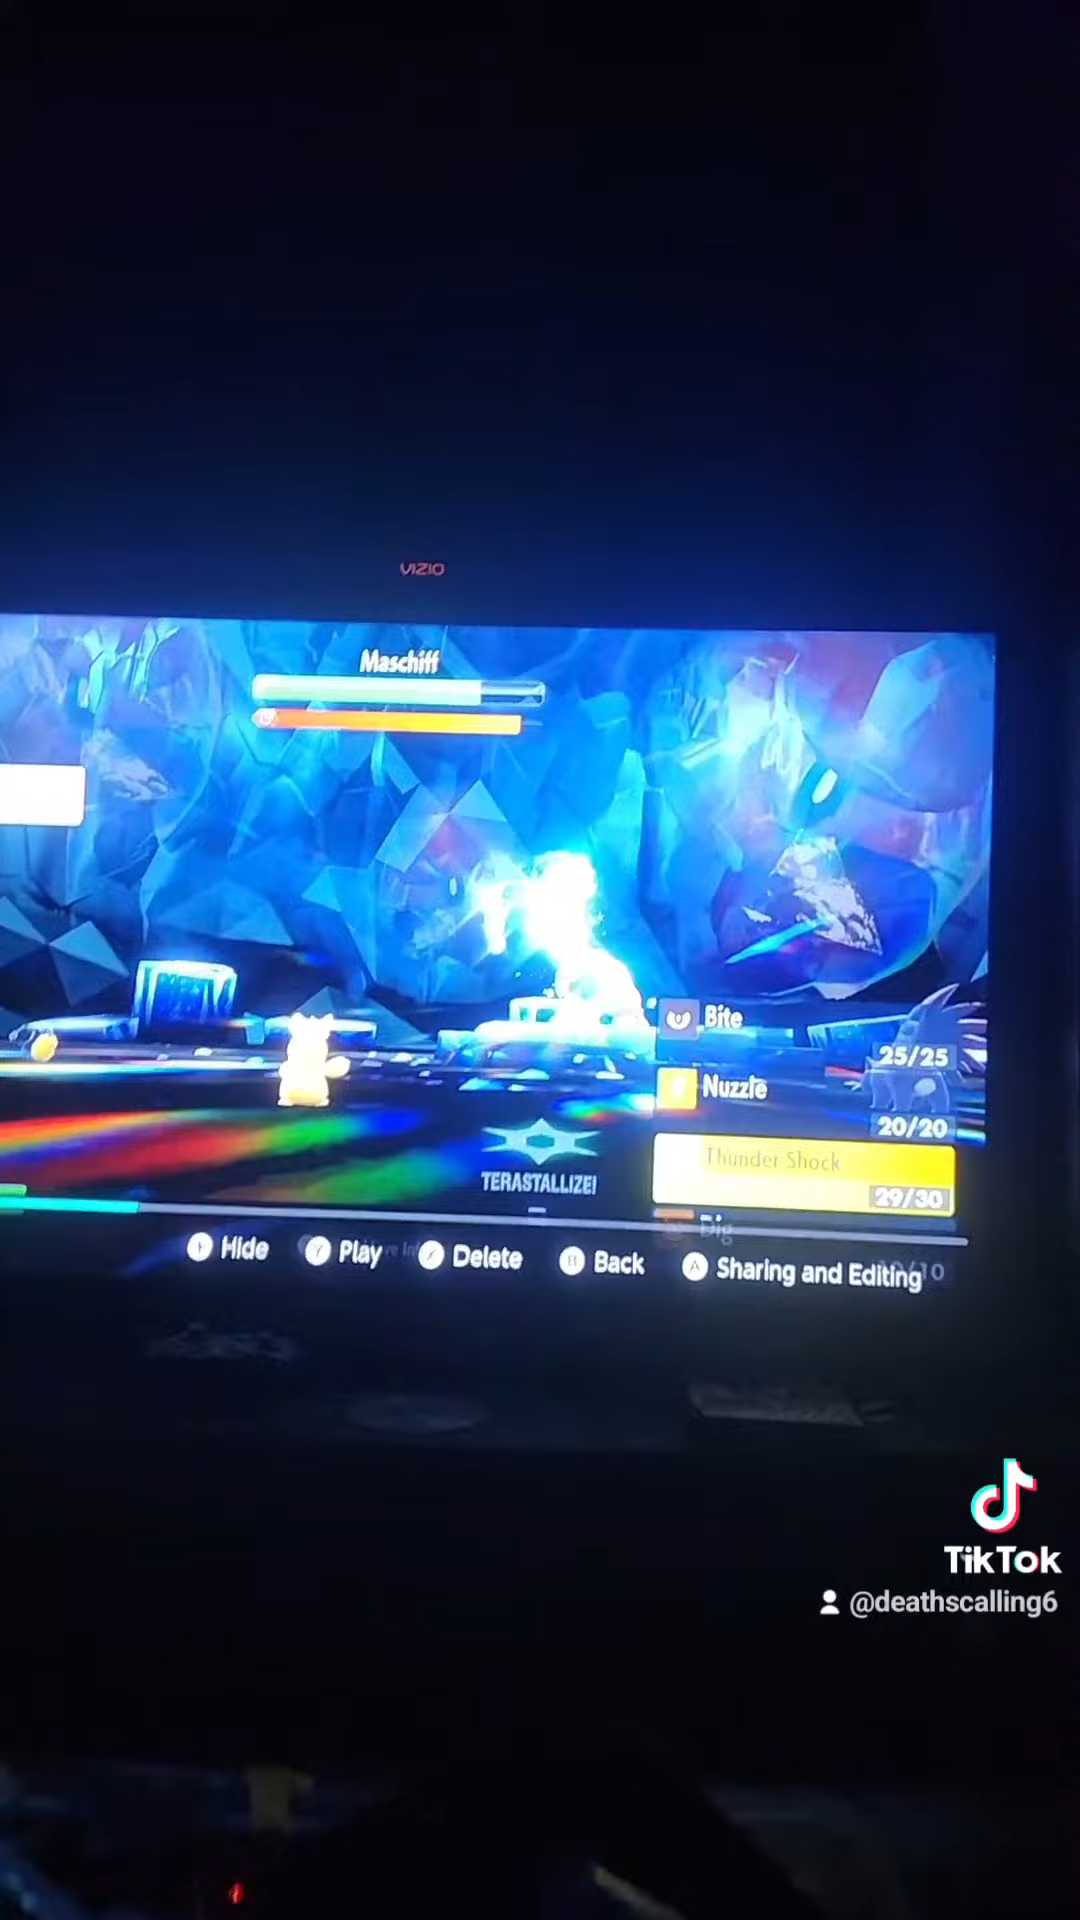 VIZIO
Maschiff
Bite
25/25
Nuzzle
20/20
TERASTALLIZE!
Thunder Shock
29/30
Dig
Hide
Play
Delete
Back
Sharing and Editing
TikTok
@deathscalling6